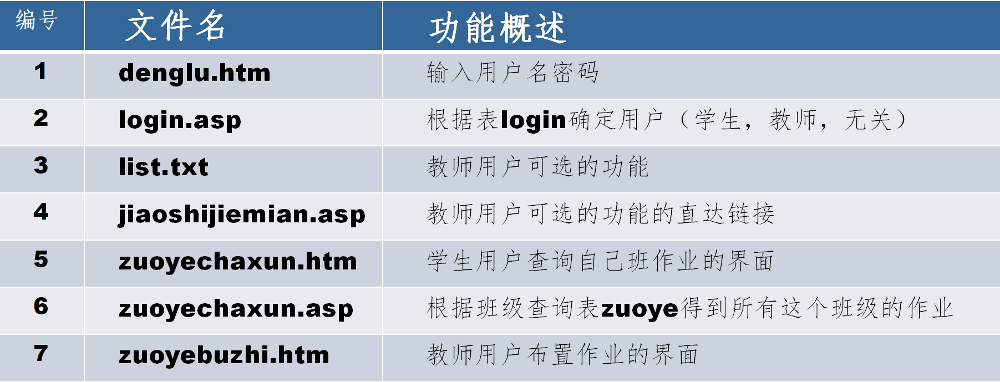 编号 文件名 功能概述
1 denglu.htm 输入用户名密码
2 login.asp 根据表login确定用户（学生，教师，无关）
3 list.txt 教师用户可选的功能
4 jiaoshijiemian.asp 教师用户可选的功能的直达链接
5 zuoyechaxun.htm 学生用户查询自己班作业的界面
6 zuoyechaxun.asp 根据班级查询表zuoye得到所有这个班级的作业
7 zuoyebuzhi.htm 教师用户布置作业的界面